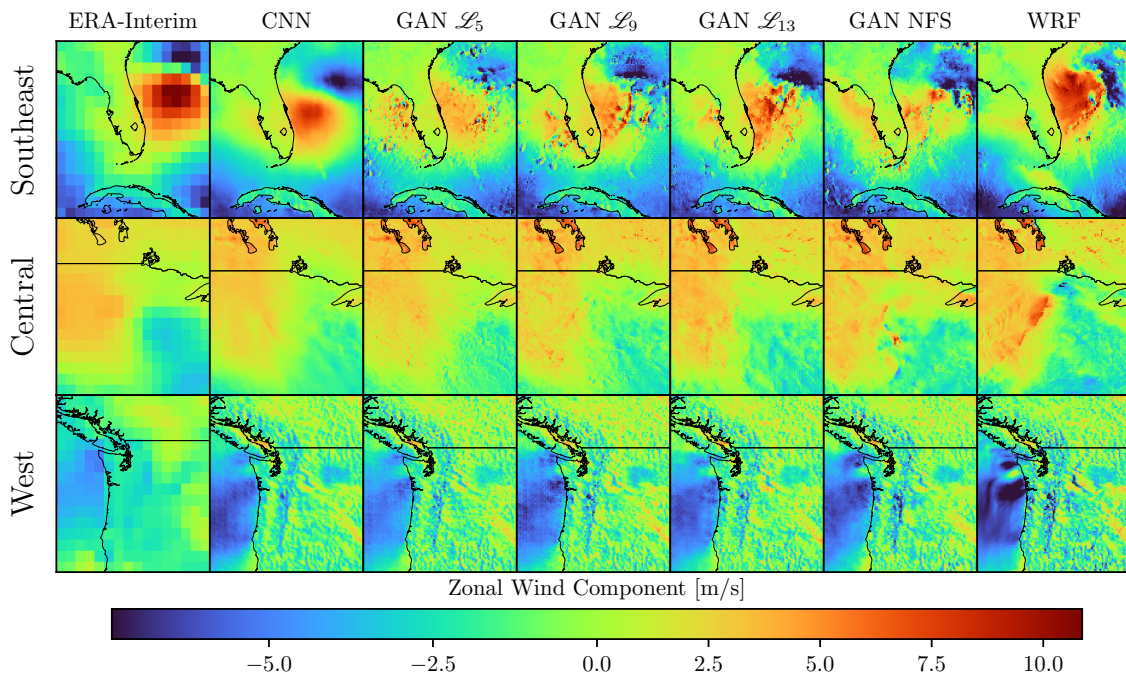 ERA-Interim CNN GAN ℒ₅ GAN ℒ₉ GAN ℒ₁₃ GAN NFS WRF
Southeast
Central
West
Zonal Wind Component [m/s]
−5.0 −2.5 0.0 2.5 5.0 7.5 10.0